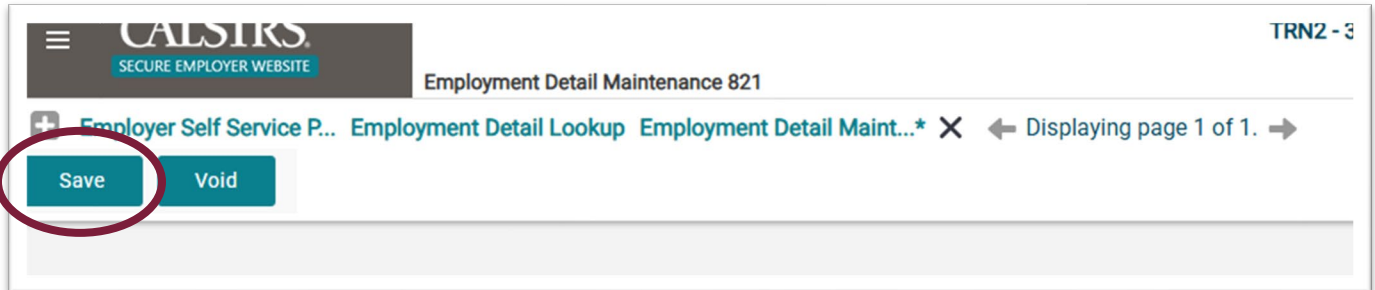 CALSTRS.
TRN2 - 3
SECURE EMPLOYER WEBSITE
Employment Detail Maintenance 821
Employer Self Service P... Employment Detail Lookup Employment Detail Maint...* Displaying page 1 of 1.
Save Void